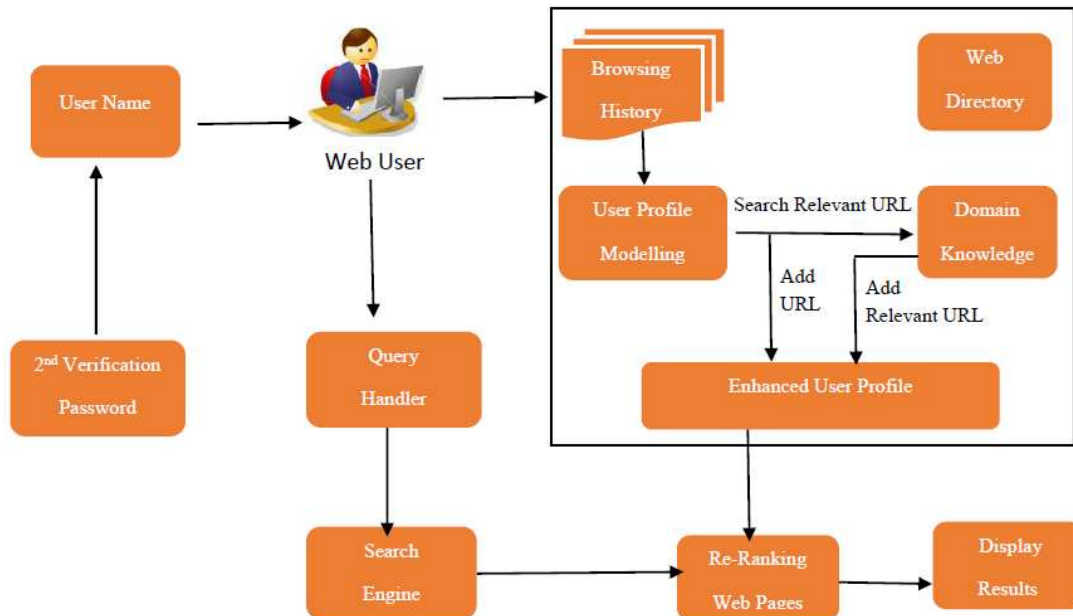 User Name
Web User
Browsing
History
Web
Directory
User Profile
Modelling
Search Relevant URL
Domain
Knowledge
Add
URL
Add
Relevant URL
2nd Verification
Password
Query
Handler
Enhanced User Profile
Search
Engine
Re-Ranking
Web Pages
Display
Results